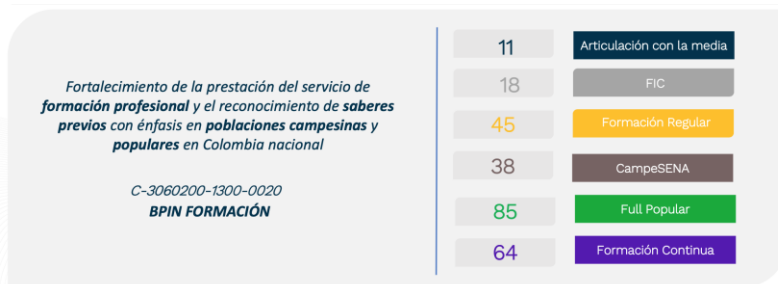 Fortalecimiento de la prestación del servicio de
formación profesional y el reconocimiento de saberes
previos con énfasis en poblaciones campesinas y
populares en Colombia nacional
C-3060200-1300-0020
BPIN FORMACIÓN
11 Articulación con la media
18 FIC
45 Formación Regular
38 CampeSENA
85 Full Popular
64 Formación Continua